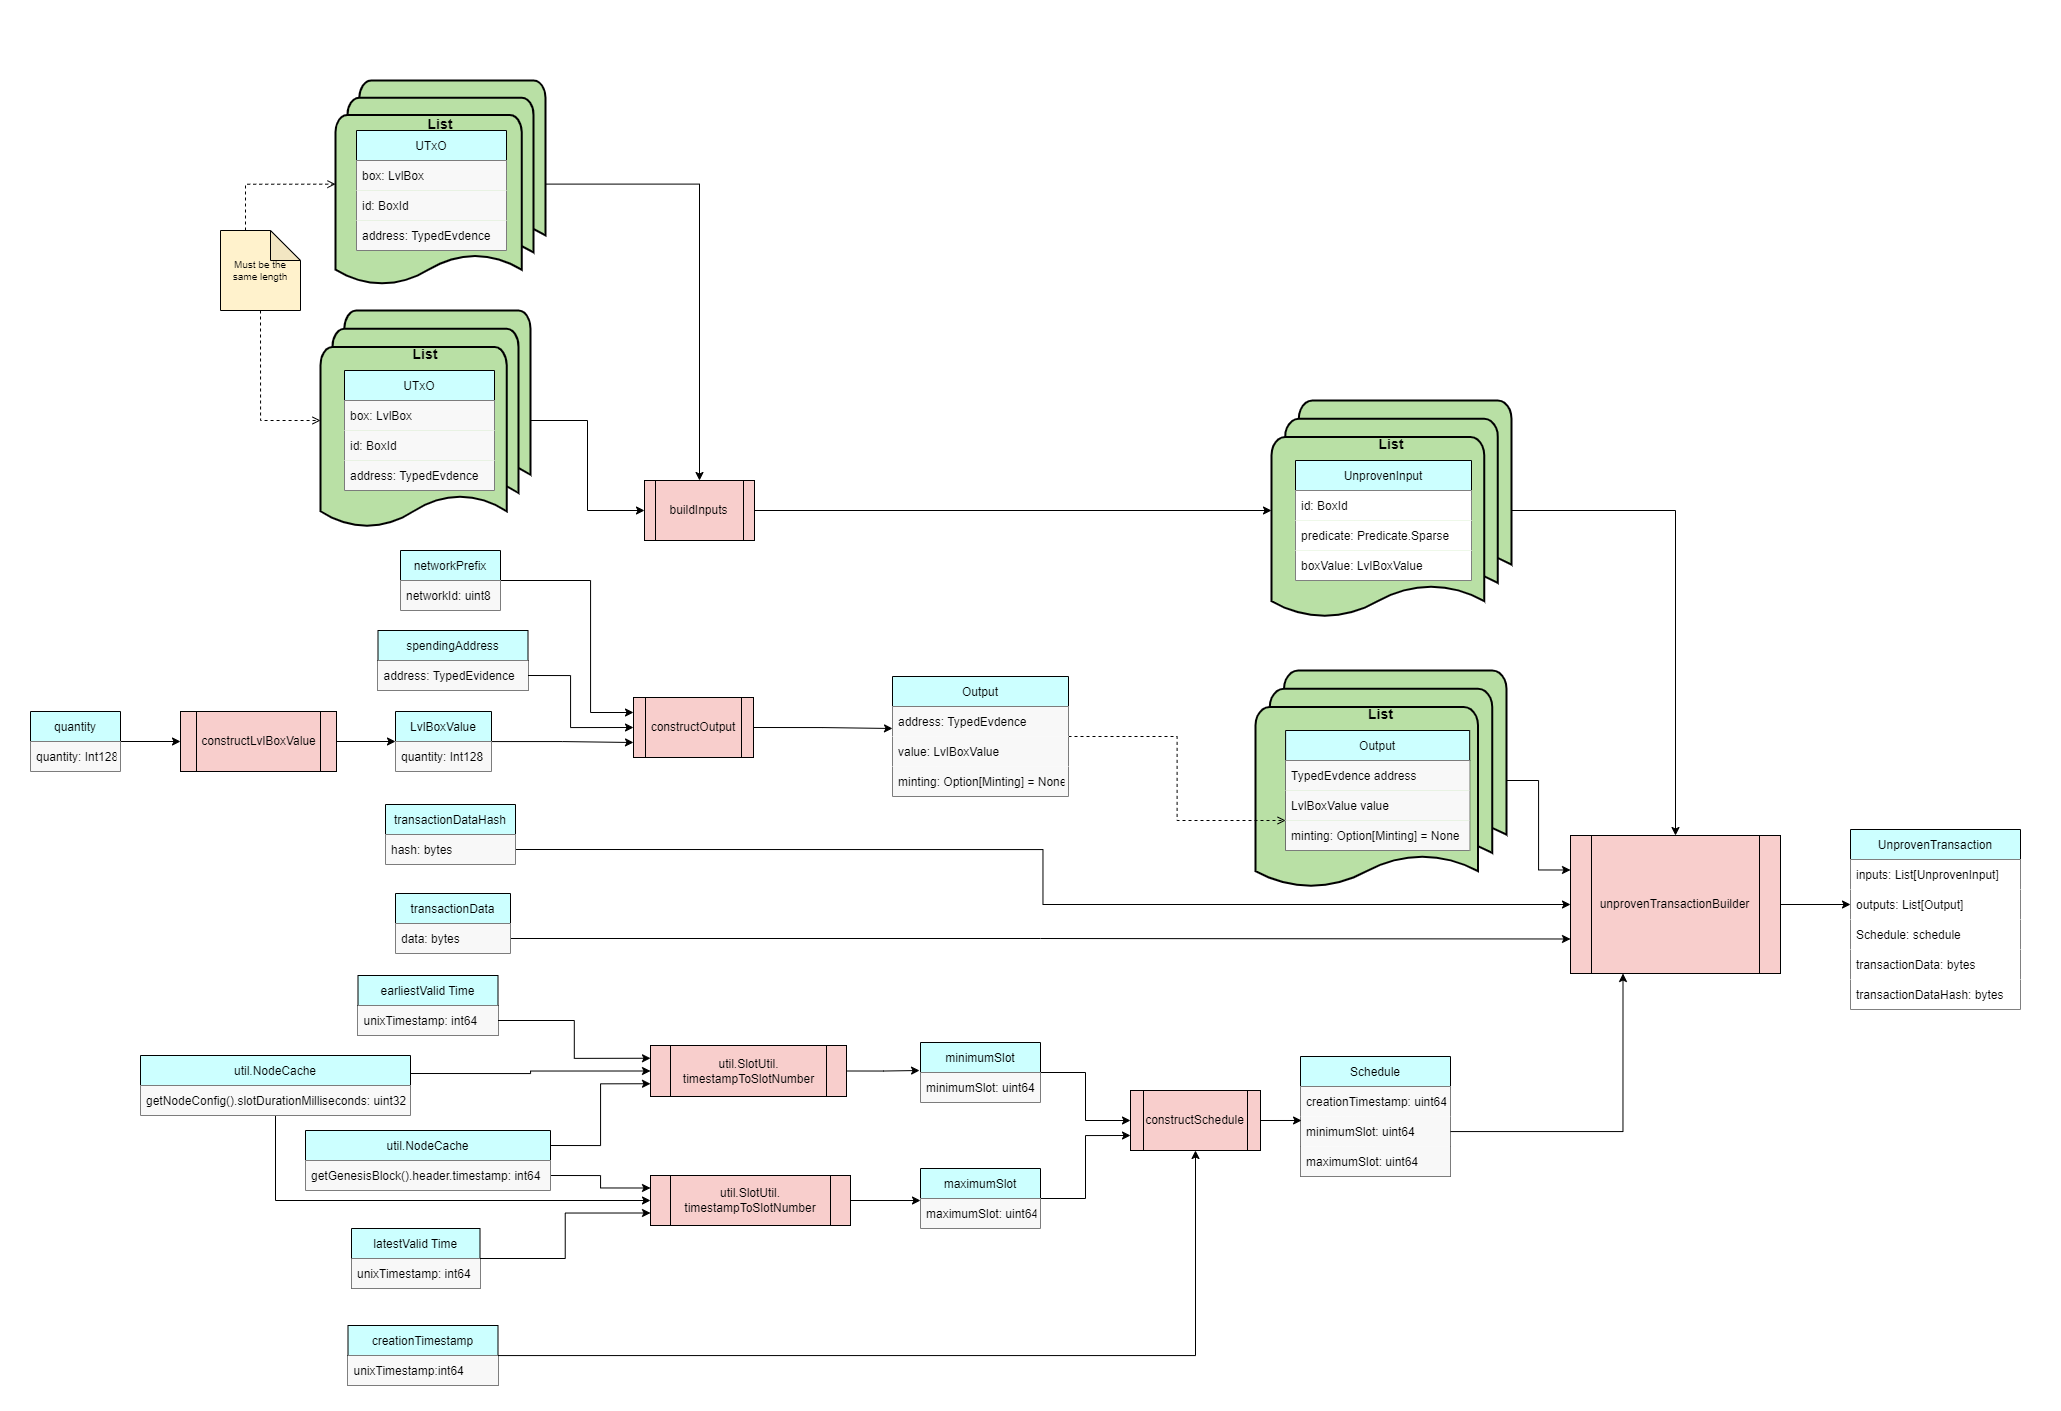 List
UTxO
box: LvlBox
id: BoxId
address: TypedEvdence
Must be the
same length
List
UTxO
box: LvlBox
id: BoxId
address: TypedEvdence
buildInputs
List
UnprovenInput
id: BoxId
predicate: Predicate.Sparse
boxValue: LvlBoxValue
networkPrefix
networkId: uint8
spendingAddress
address: TypedEvidence
quantity
quantity: Int128
constructLvlBoxValue
LvlBoxValue
quantity: Int128
constructOutput
Output
address: TypedEvdence
value: LvlBoxValue
minting: Option[Minting] = None
List
Output
TypedEvdence address
LvlBoxValue value
minting: Option[Minting] = None
transactionDataHash
hash: bytes
transactionData
data: bytes
unprovenTransactionBuilder
UnprovenTransaction
inputs: List[UnprovenInput]
outputs: List[Output]
Schedule: schedule
transactionData: bytes
transactionDataHash: bytes
earliestValid Time
unixTimestamp: int64
util.NodeCache
getNodeConfig().slotDurationMilliseconds: uint32
util.NodeCache
getGenesisBlock().header.timestamp: int64
latestValid Time
unixTimestamp: int64
util.SlotUtil.
timestampToSlotNumber
util.SlotUtil.
timestampToSlotNumber
minimumSlot
minimumSlot: uint64
maximumSlot
maximumSlot: uint64
constructSchedule
Schedule
creationTimestamp: uint64
minimumSlot: uint64
maximumSlot: uint64
creationTimestamp
unixTimestamp:int64